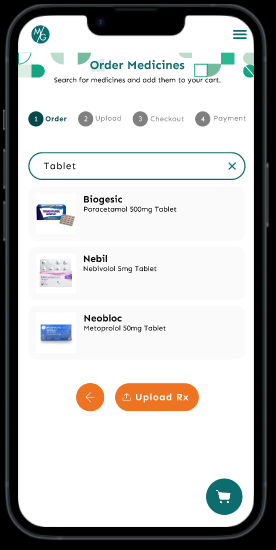 MG
Order Medicines
Search for medicines and add them to your cart.
1 Order 2 Upload 3 Checkout 4 Payment
Tablet
Biogesic
Paracetamol 500mg Tablet
Nebil
Nebivolol 5mg Tablet
Neobloc
Metoprolol 50mg Tablet
Upload Rx